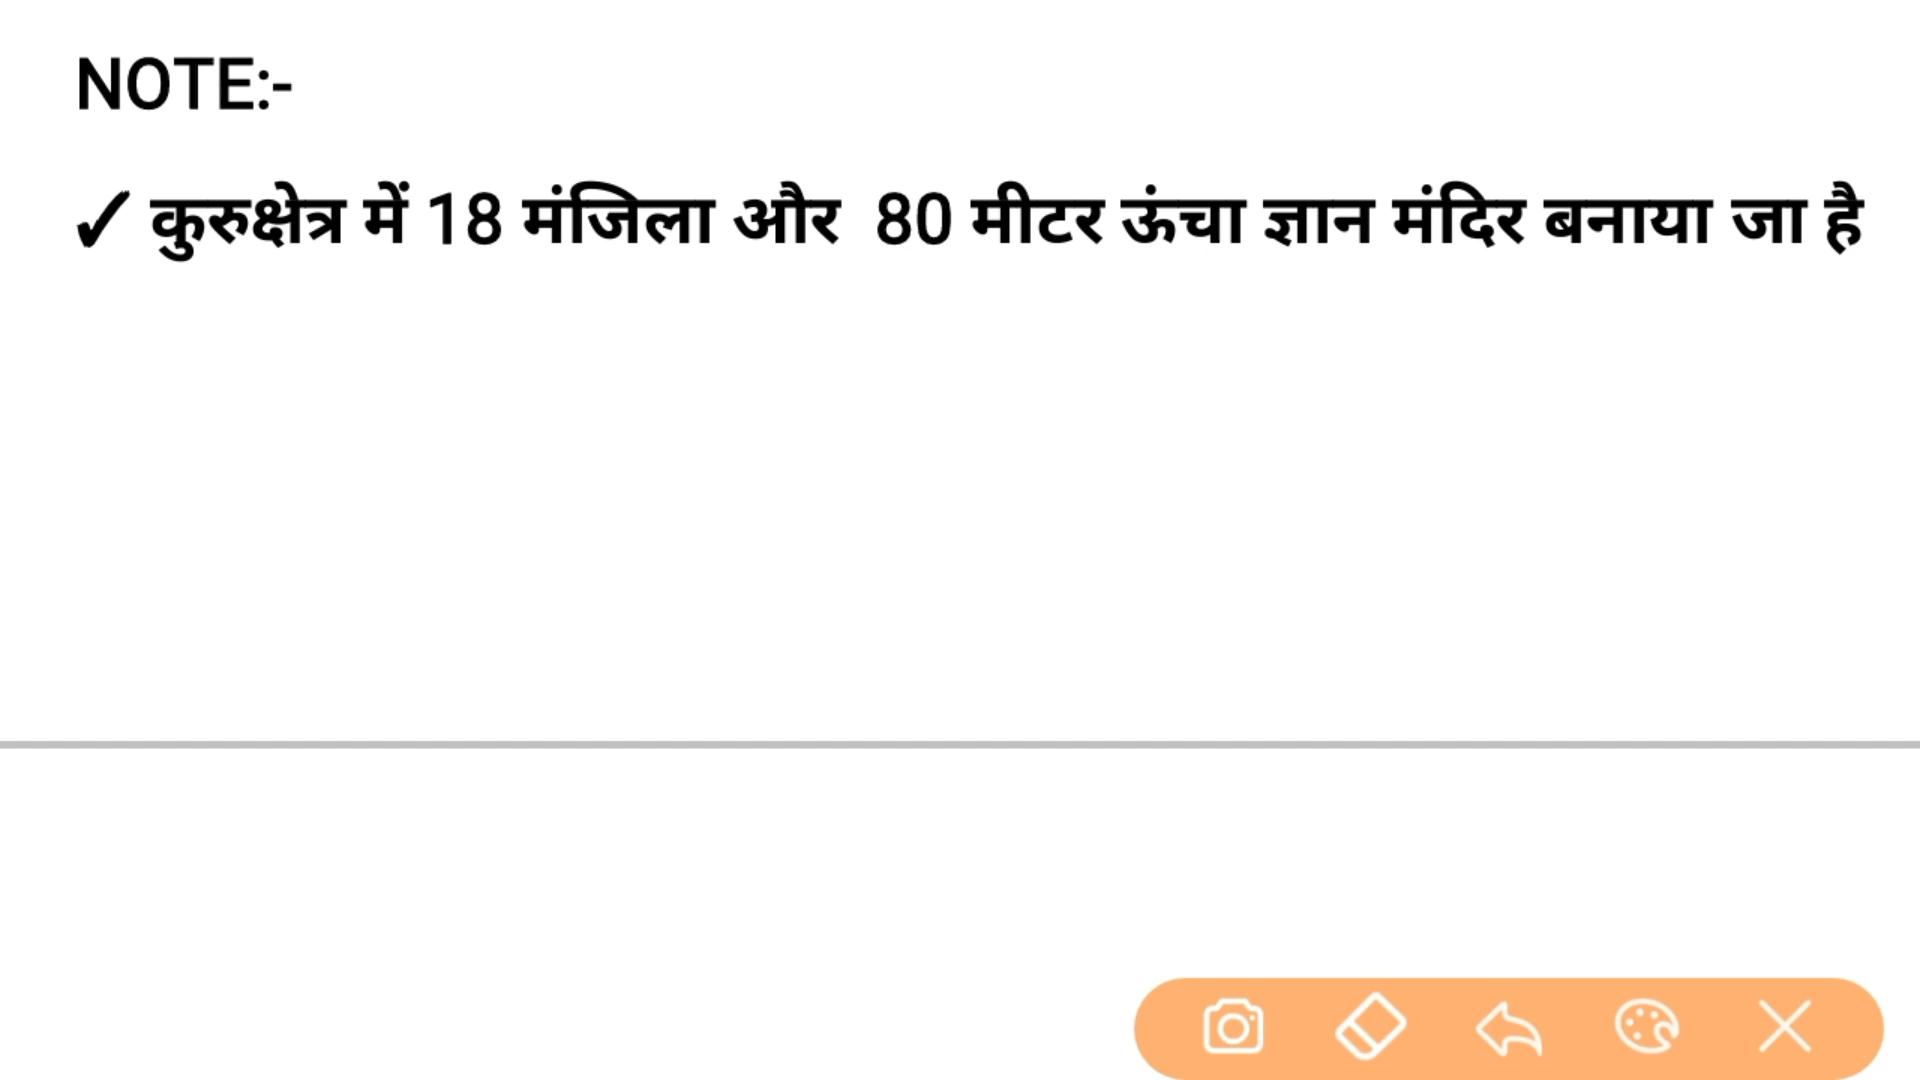 NOTE:-
✓ कुरुक्षेत्र में 18 मंजिला और 80 मीटर ऊंचा ज्ञान मंदिर बनाया जा है